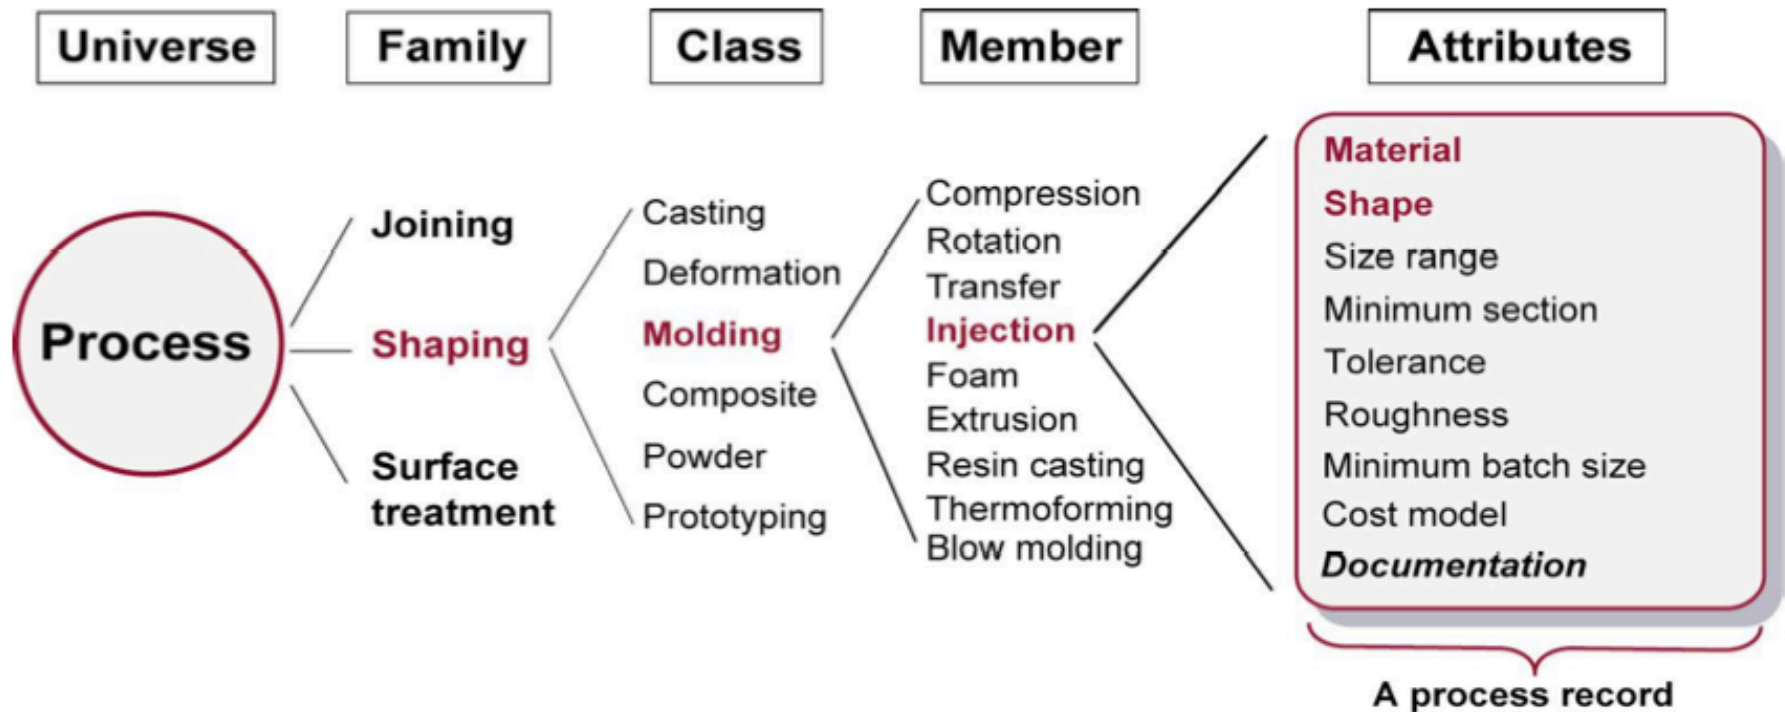 Universe
Family
Class
Member
Attributes
Process
Joining
Shaping
Surface
treatment
Casting
Deformation
Molding
Composite
Powder
Prototyping
Compression
Rotation
Transfer
Injection
Foam
Extrusion
Resin casting
Thermoforming
Blow molding
Material
Shape
Size range
Minimum section
Tolerance
Roughness
Minimum batch size
Cost model
Documentation
A process record